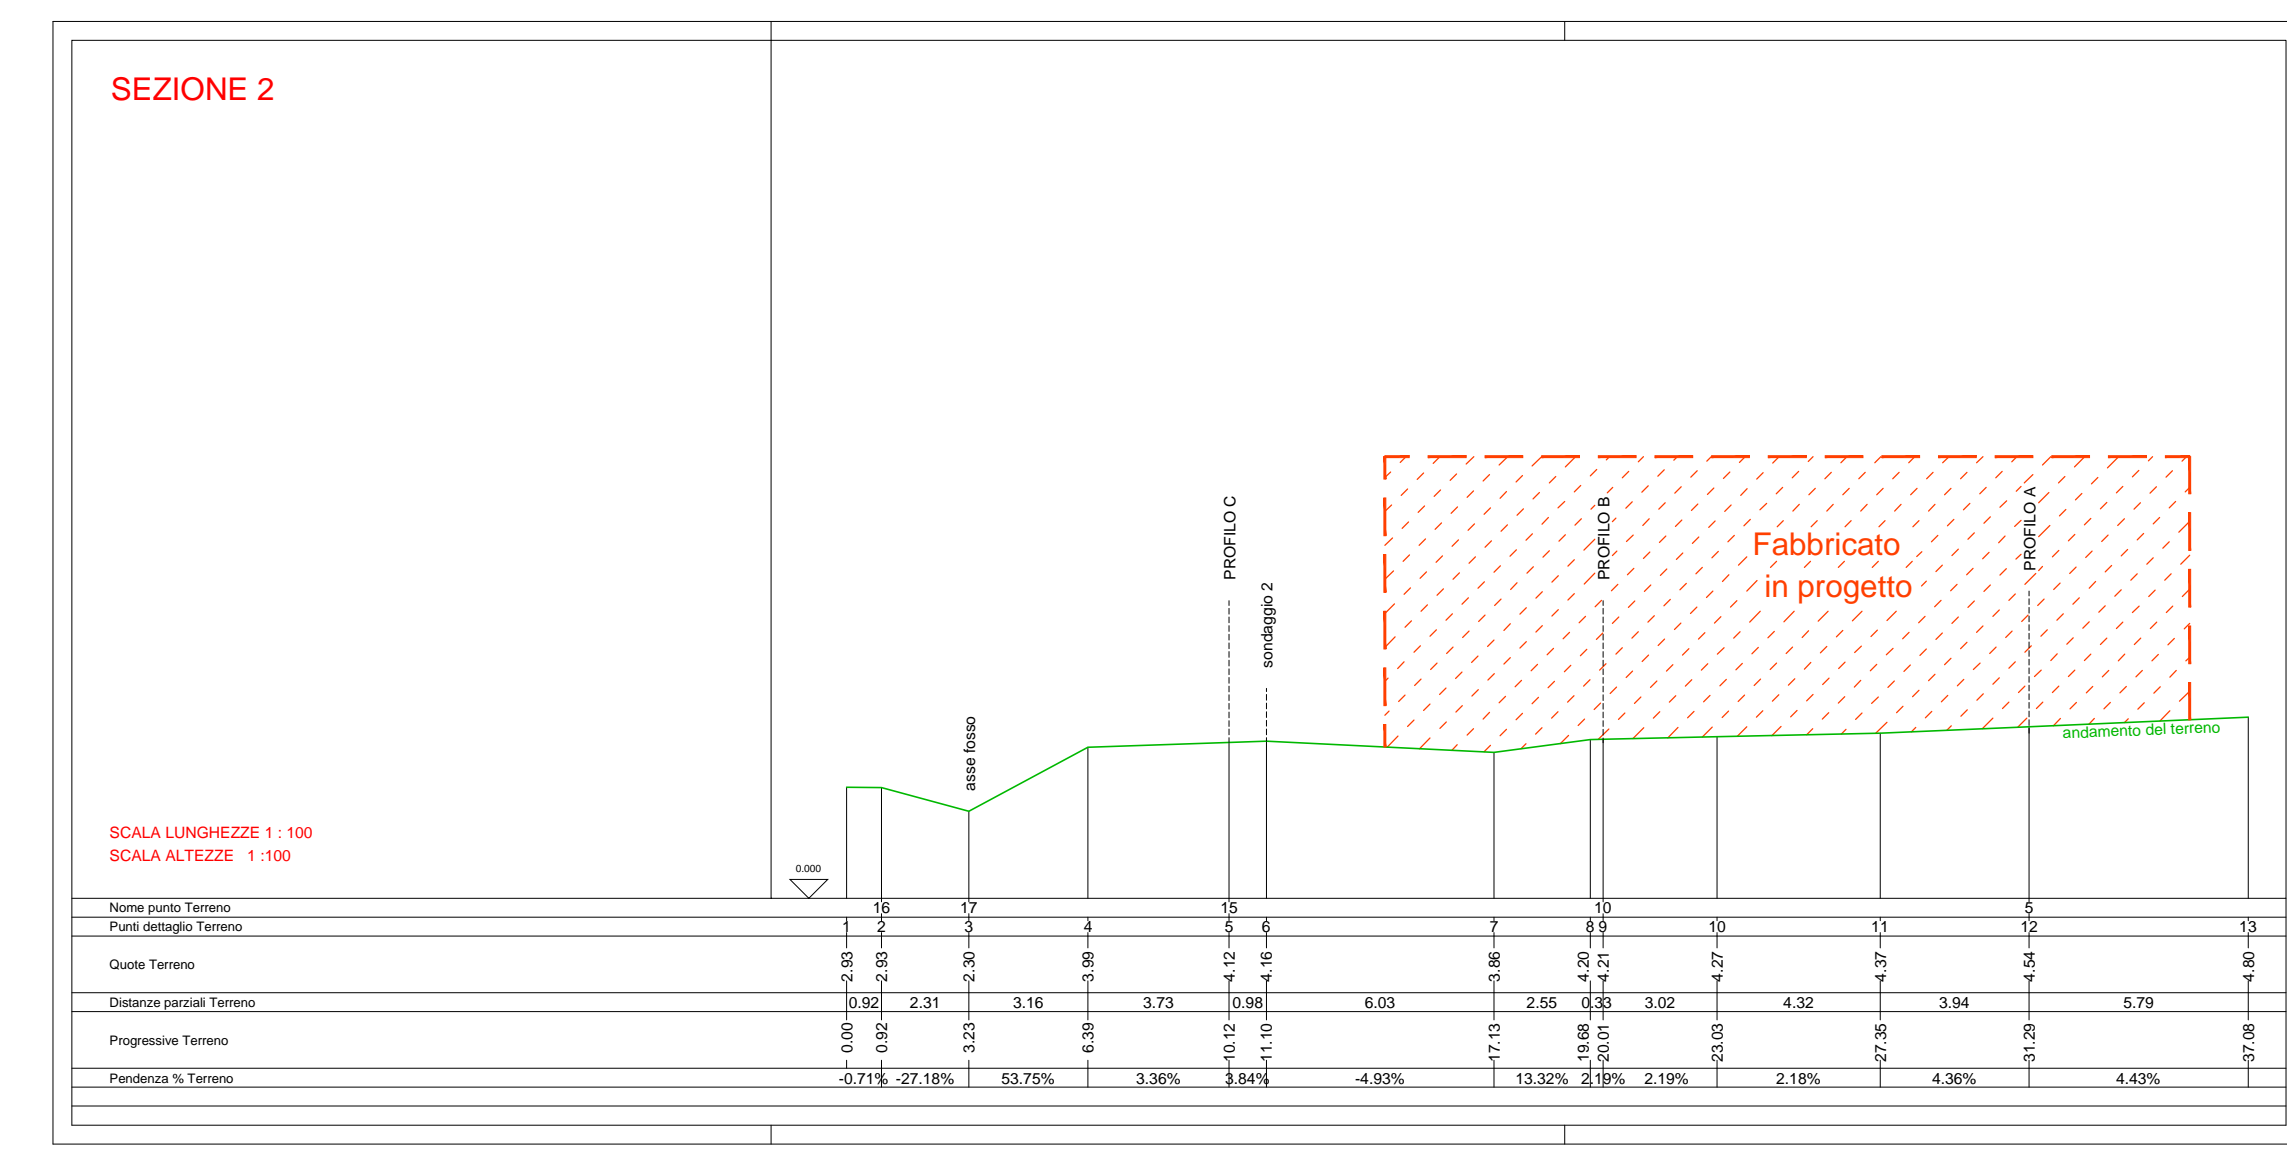 SEZIONE 2
PROFILO C
sondaggio 2
PROFILO B
PROFILO A
Fabbricato
in progetto
asse fosso
andamento del terreno
SCALA LUNGHEZZE 1 : 100
SCALA ALTEZZE 1 :100
0.000
Nome punto Terreno 16 17 15 10 5
Punti dettaglio Terreno 1 2 3 4 5 6 7 8 9 10 11 12 13
Quote Terreno 2.93 2.93 2.30 3.99 4.12 4.16 3.86 4.20 4.21 4.27 4.37 4.54 4.80
Distanze parziali Terreno 0.92 2.31 3.16 3.73 0.98 6.03 2.55 0.33 3.02 4.32 3.94 5.79
Progressive Terreno 0.00 0.92 3.23 6.39 10.12 11.10 17.13 19.68 20.01 23.03 27.35 31.29 37.08
Pendenza % Terreno -0.71% -27.18% 53.75% 3.36% 3.84% -4.93% 13.32% 2.19% 2.19% 2.18% 4.36% 4.43%